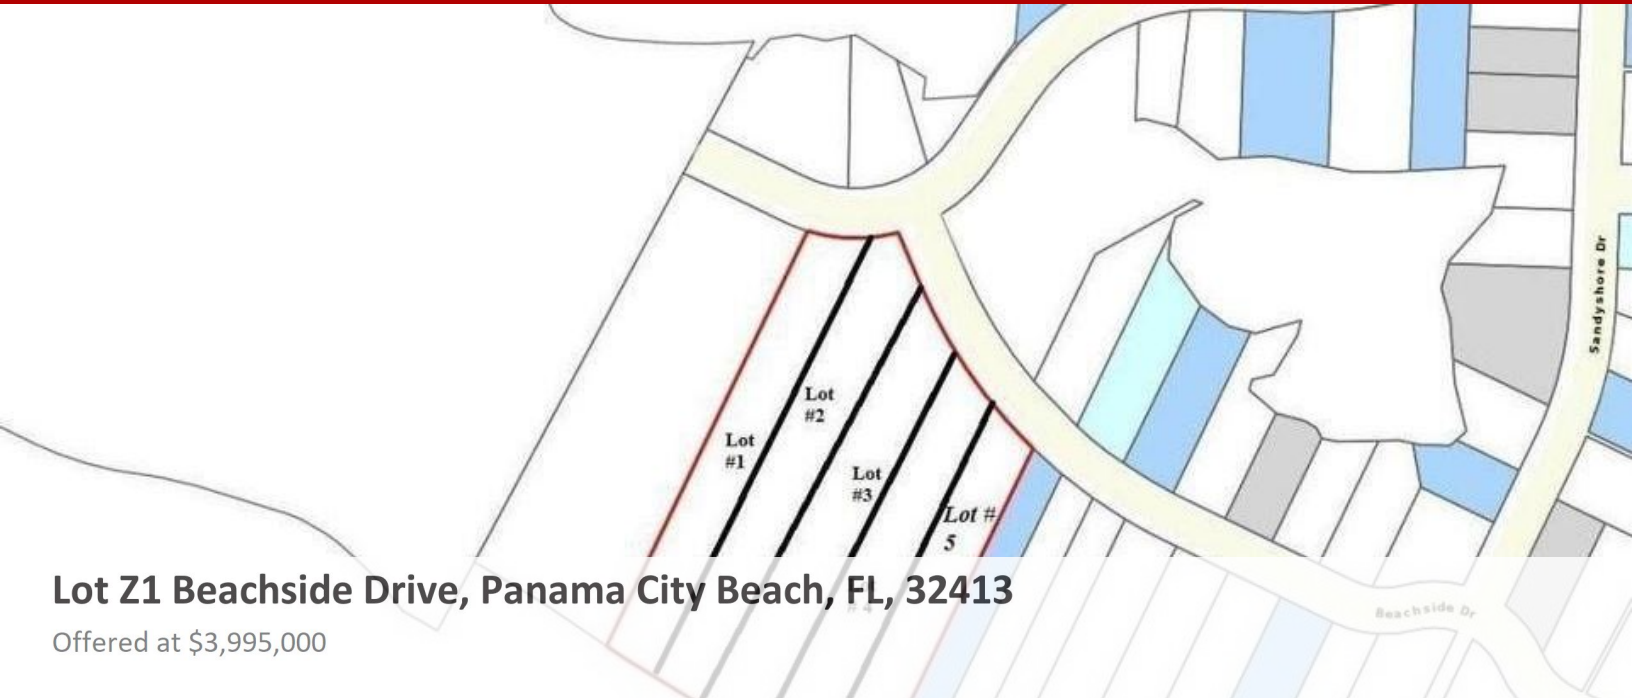 Sandyshore Dr
Lot
#2
Lot
#1
Lot
#3
Lot #
5
Lot Z1 Beachside Drive, Panama City Beach, FL, 32413
Beachside Dr
Offered at $3,995,000